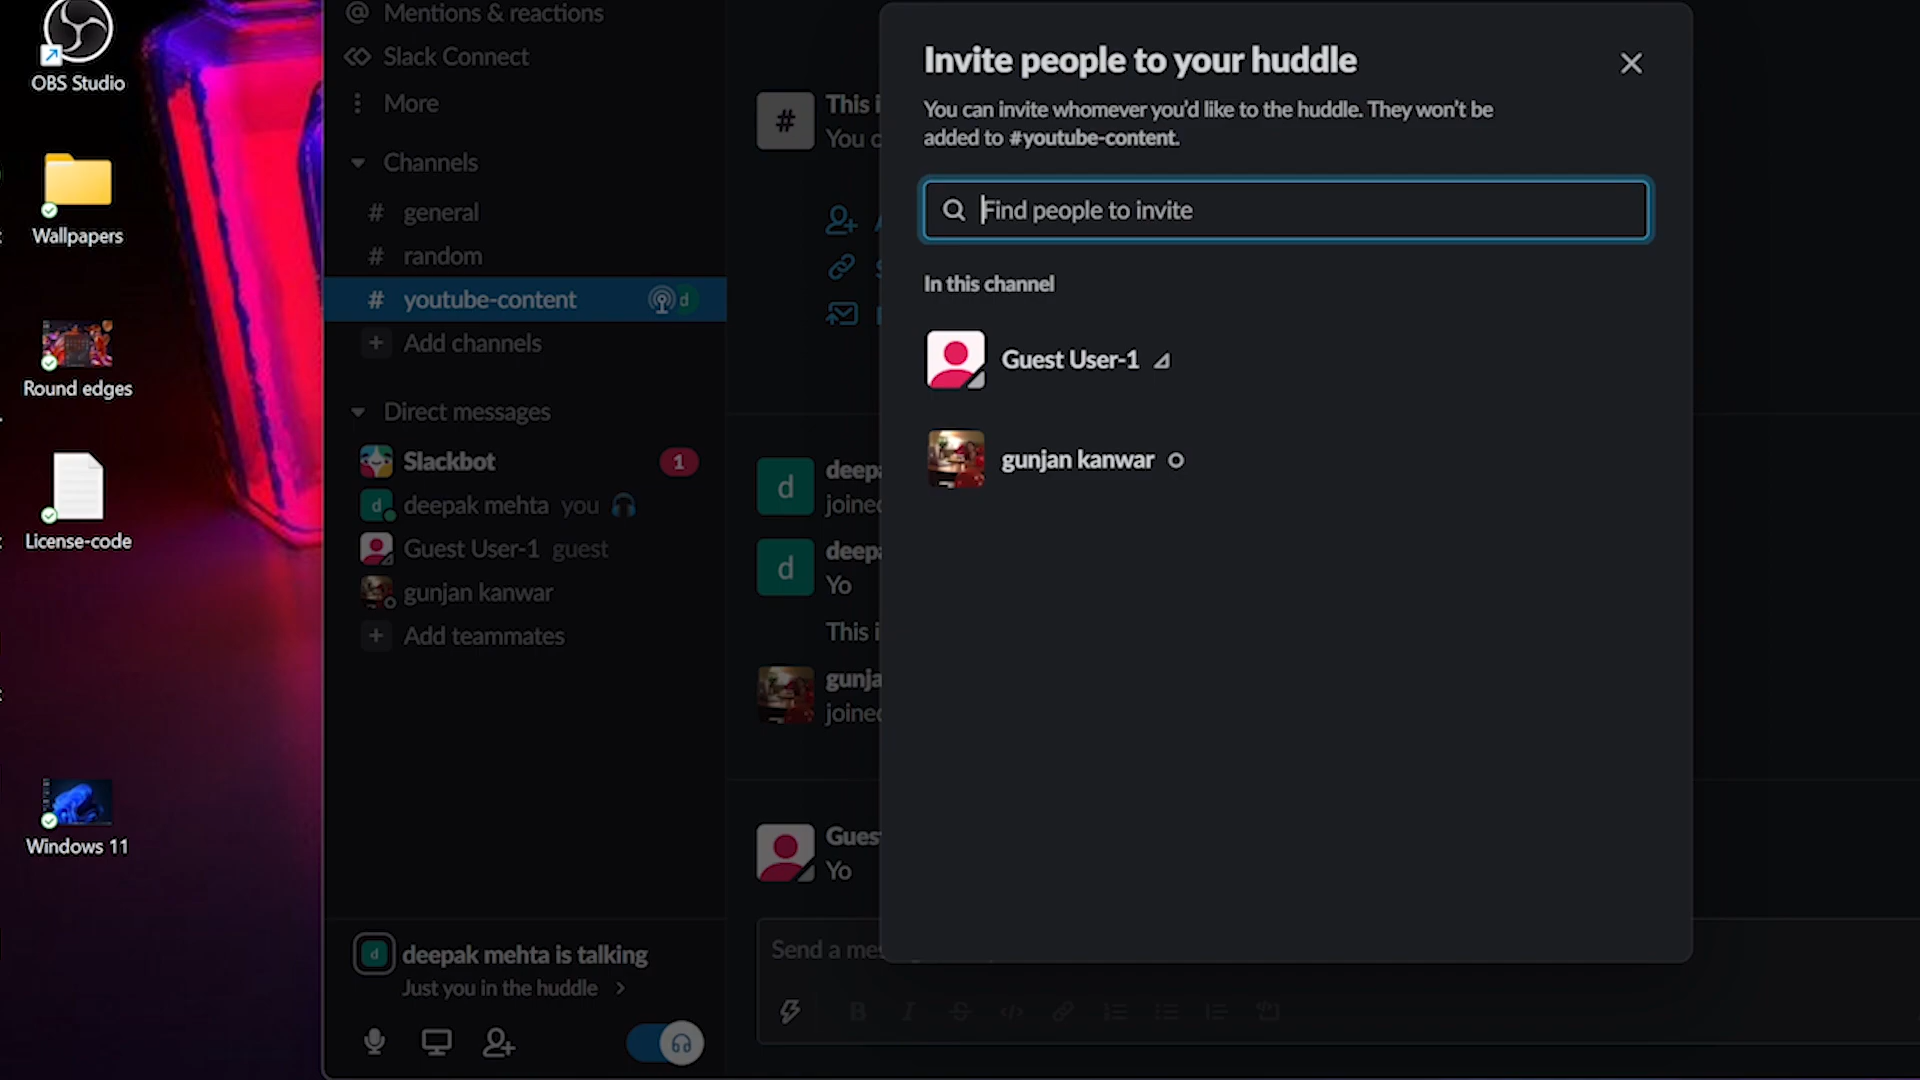 OBS Studio
Wallpapers
Round edges
License-code
Windows 11
Mentions & reactions
Slack Connect
More
Channels
# general
# random
# youtube-content d
+ Add channels
Direct messages
Slackbot 1
d deepak mehta you
Guest User-1 guest
gunjan kanwar
+ Add teammates
d deepak mehta is talking
Just you in the huddle
#
This i
You c
d deepa
joined
d deepa
Yo
This i
gunja
joined
Gues
Yo
Send a mes
B I S
Invite people to your huddle
You can invite whomever you'd like to the huddle. They won't be
added to #youtube-content.
Find people to invite
In this channel
Guest User-1
gunjan kanwar